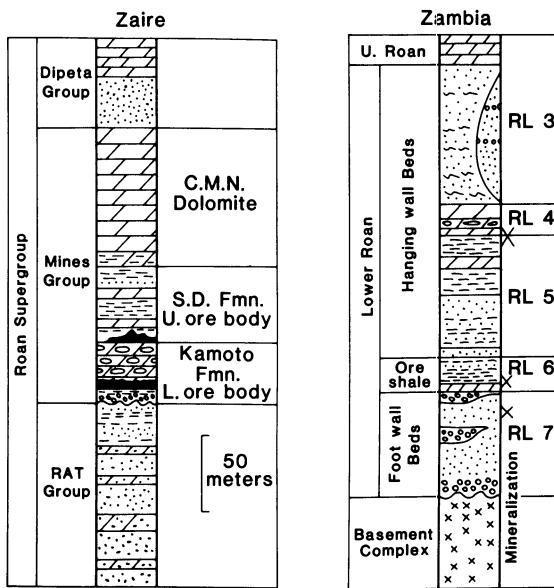 Zaire
Roan Supergroup
Dipeta
Group
Mines
Group
RAT
Group
C.M.N.
Dolomite
S.D. Fmn.
U. ore body
Kamoto
Fmn.
L. ore body
50
meters
Zambia
U. Roan
Lower Roan
Hanging wall Beds
Ore
shale
Foot wall
Beds
Basement
Complex
RL 3
RL 4
RL 5
RL 6
RL 7
Mineralization